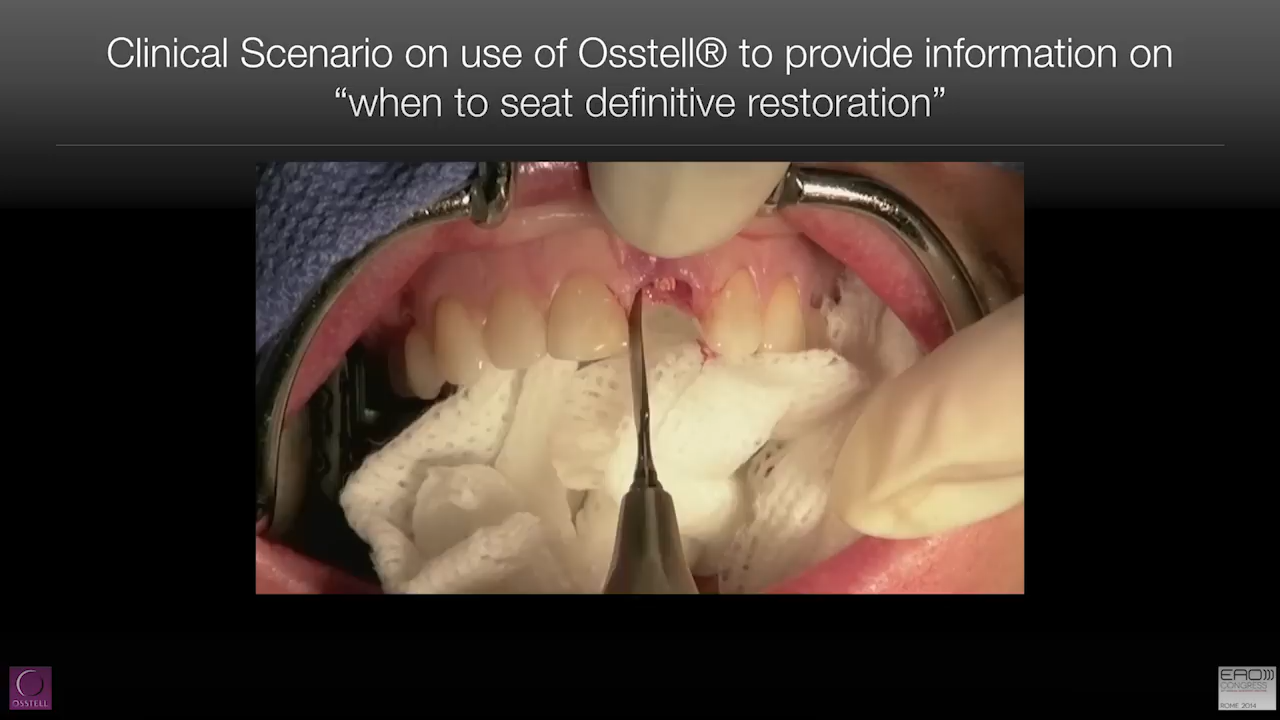 Clinical Scenario on use of Osstell® to provide information on
“when to seat definitive restoration”
OSSTELL
EAO
CONGRESS
ROME 2014